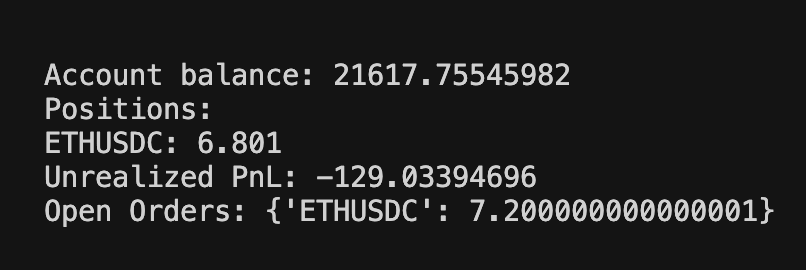 Account balance: 21617.75545982
Positions:
ETHUSDC: 6.801
Unrealized PnL: -129.03394696
Open Orders: {'ETHUSDC': 7.200000000000001}